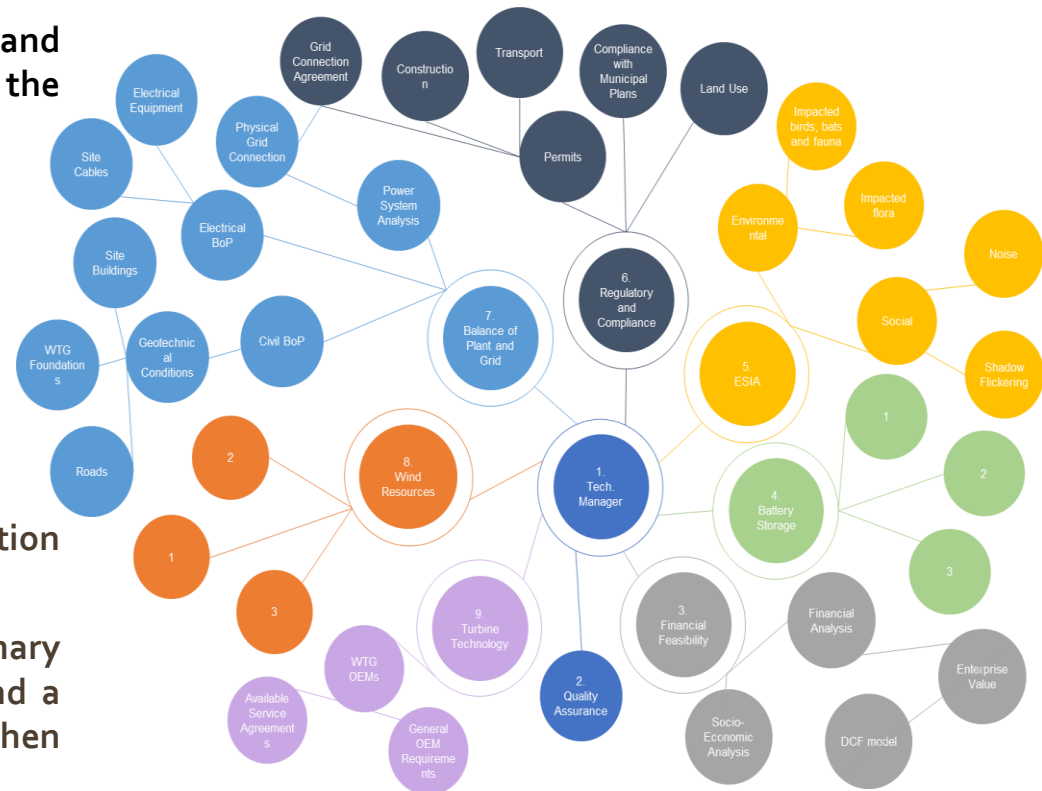 and
the
tion
nary
nd a
hen
Grid
Connection
Agreement
Constructio
n
Transport
Compliance
with
Municipal
Plans
Land Use
Permits
6.
Regulatory
and
Compliance
Electrical
Equipment
Physical
Grid
Connection
Site
Cables
Power
System
Analysis
Electrical
BoP
Site
Buildings
WTG
Foundation
s
Geotechnic
al
Conditions
Civil BoP
Roads
7.
Balance of
Plant and
Grid
Impacted
birds, bats
and fauna
Impacted
flora
Environme
ntal
Noise
Social
Shadow
Flickering
5.
ESIA
2
1
3
8.
Wind
Resources
1.
Tech.
Manager
4.
Battery
Storage
1
2
3
9.
Turbine
Technology
WTG
OEMs
Available
Service
Agreement
s
General
OEM
Requireme
nts
2.
Quality
Assurance
3.
Financial
Feasibility
Financial
Analysis
Enterprise
Value
Socio-
Economic
Analysis
DCF model